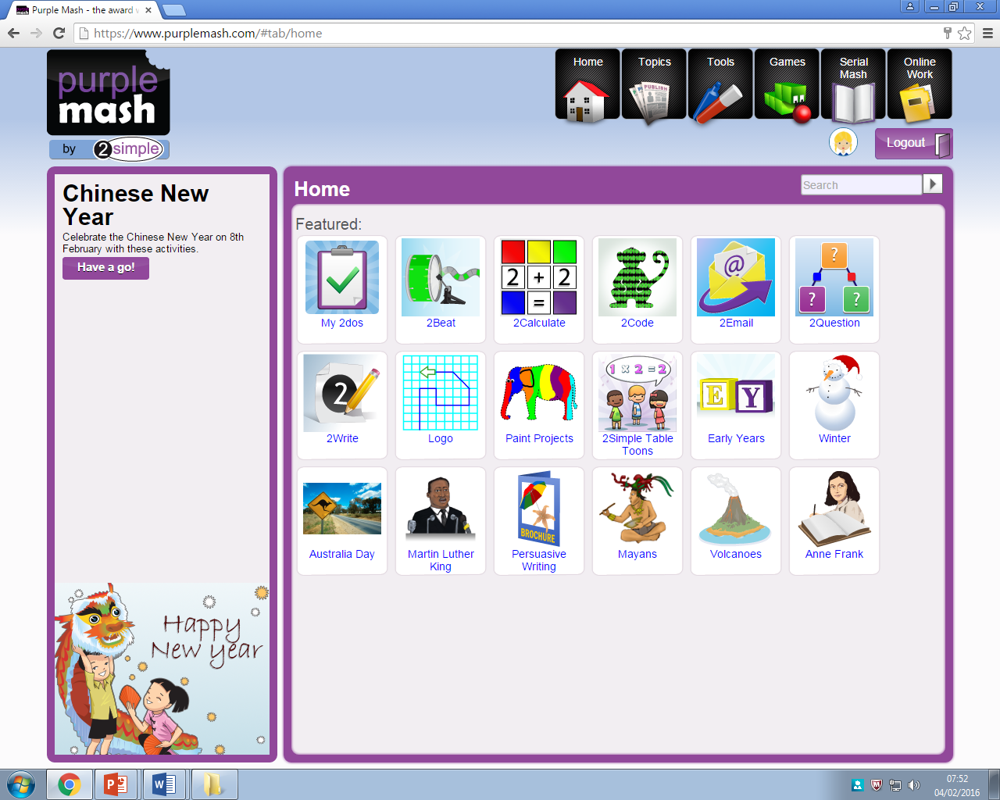 Purple Mash - the award v
https://www.purplemash.com/#tab/home
purple
mash
by 2simple
Home
Topics
Tools
Games
Serial
Mash
Online
Work
PUBLISH
Logout
Chinese New
Year
Celebrate the Chinese New Year on 8th
February with these activities.
Have a go!
Happy
New year
Home
Search
Featured:
My 2dos
2Beat
2 + 2
=
2Calculate
2Code
@
2Email
?
? ?
2Question
2
2Write
Logo
Paint Projects
1 x 2 = 2
2Simple Table
Toons
E Y
Early Years
Winter
Australia Day
Martin Luther
King
BROCHURE
Persuasive
Writing
Mayans
Volcanoes
Anne Frank
07:52
04/02/2016